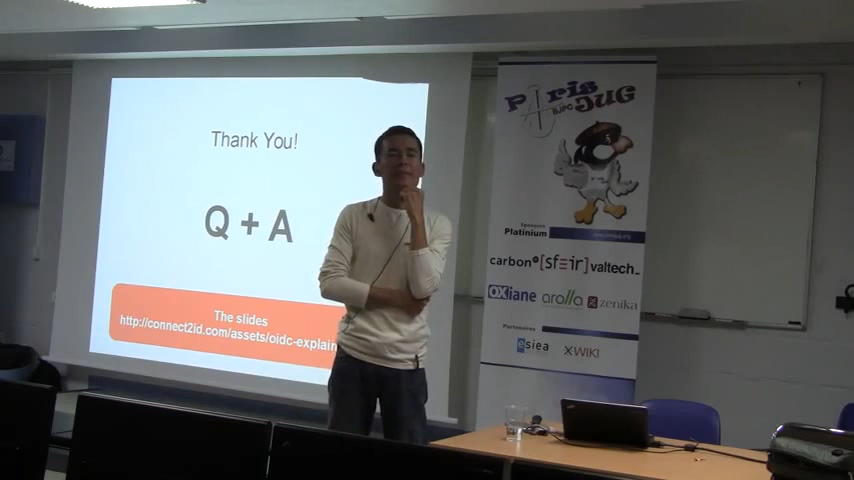 Thank You!
Q + A
The slides
http://connect2id.com/assets/oidc-explain
Paris
JUG
Sponsors
Platinium
carbon
[sfeir]
valtech_
OXiane
arolla
zenika
Partenaires
esiea
XWIKI